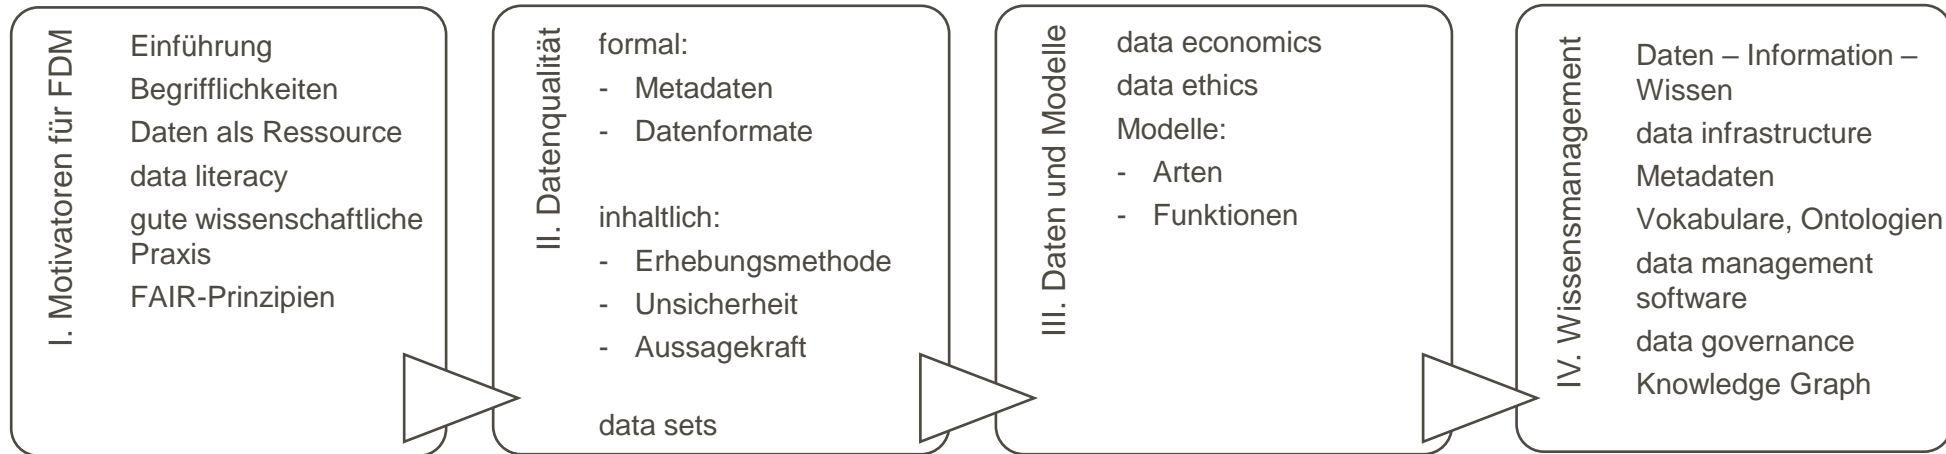 I. Motivatoren für FDM
Einführung
Begrifflichkeiten
Daten als Ressource
data literacy
gute wissenschaftliche
Praxis
FAIR-Prinzipien
II. Datenqualität
formal:
- Metadaten
- Datenformate
inhaltlich:
- Erhebungsmethode
- Unsicherheit
- Aussagekraft
data sets
III. Daten und Modelle
data economics
data ethics
Modelle:
- Arten
- Funktionen
IV. Wissensmanagement
Daten – Information –
Wissen
data infrastructure
Metadaten
Vokabulare, Ontologien
data management
software
data governance
Knowledge Graph